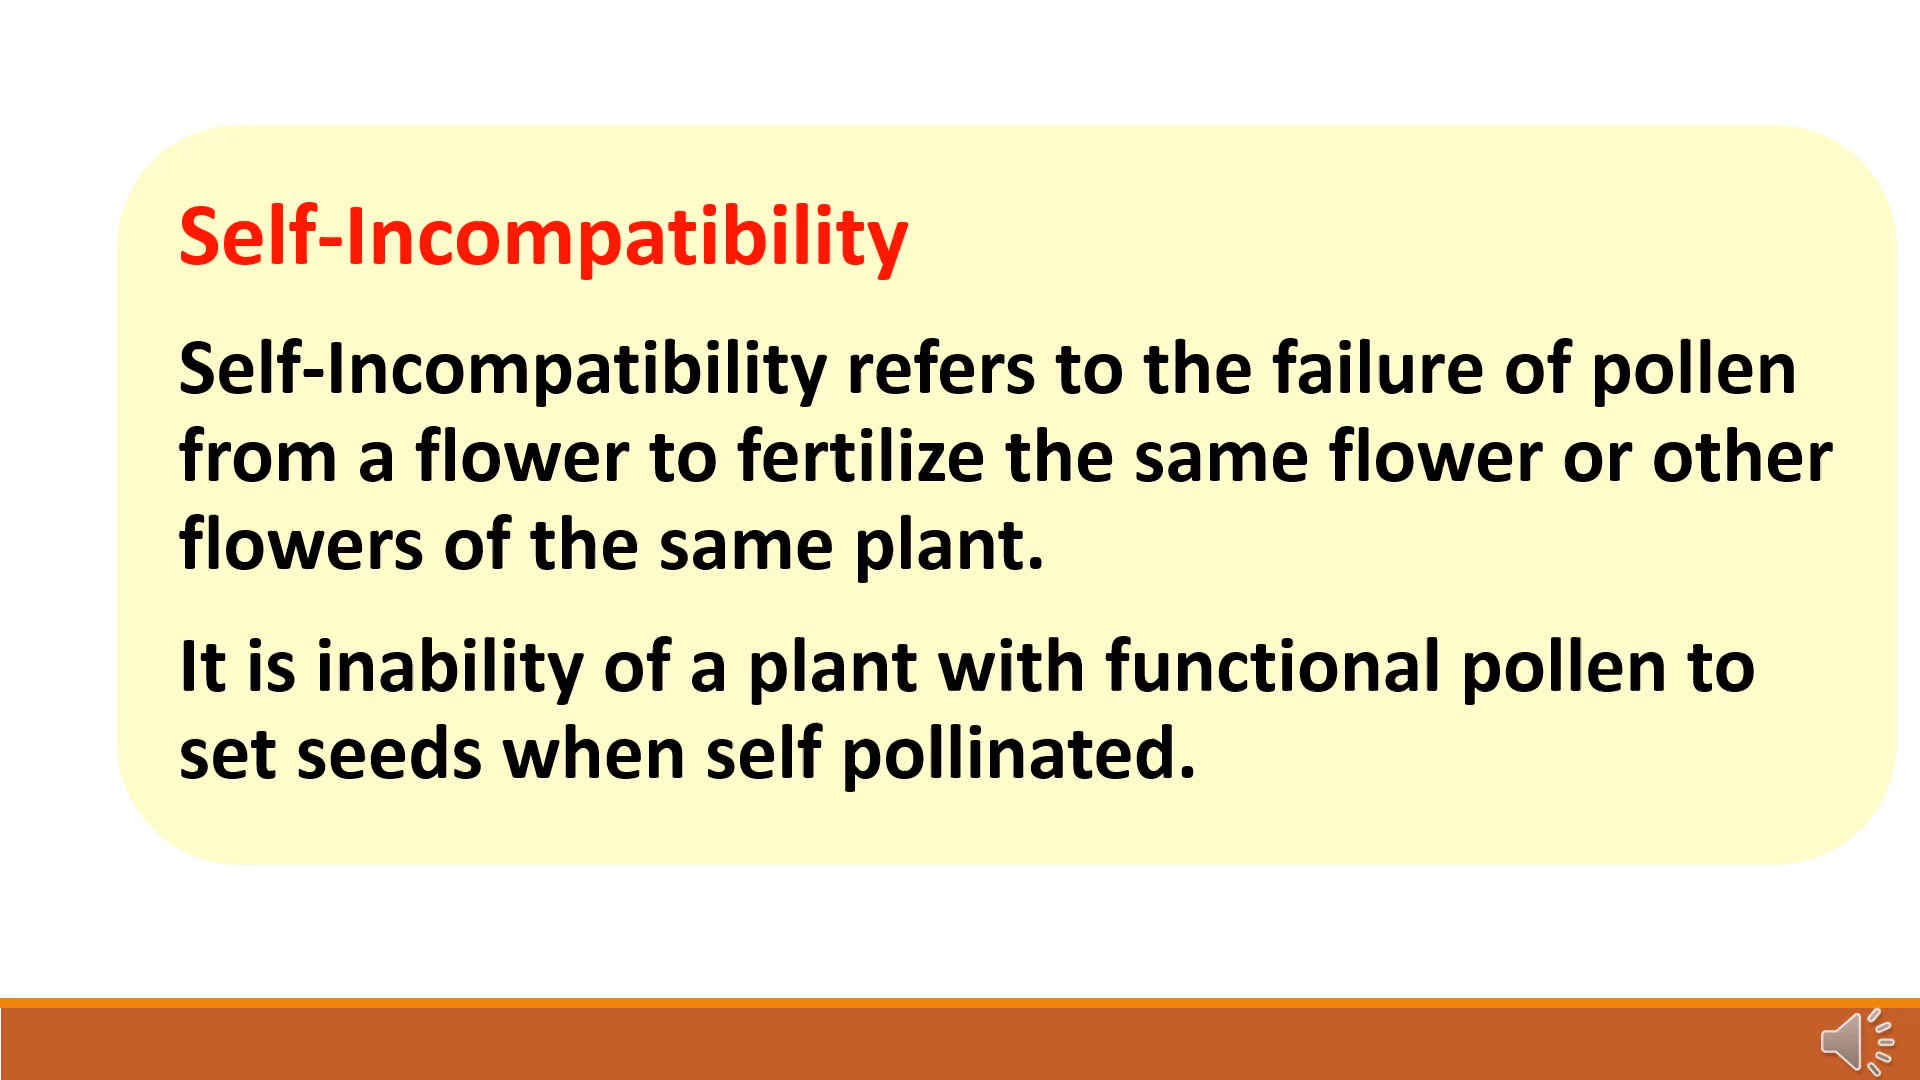 Self-Incompatibility
Self-Incompatibility refers to the failure of pollen
from a flower to fertilize the same flower or other
flowers of the same plant.
It is inability of a plant with functional pollen to
set seeds when self pollinated.